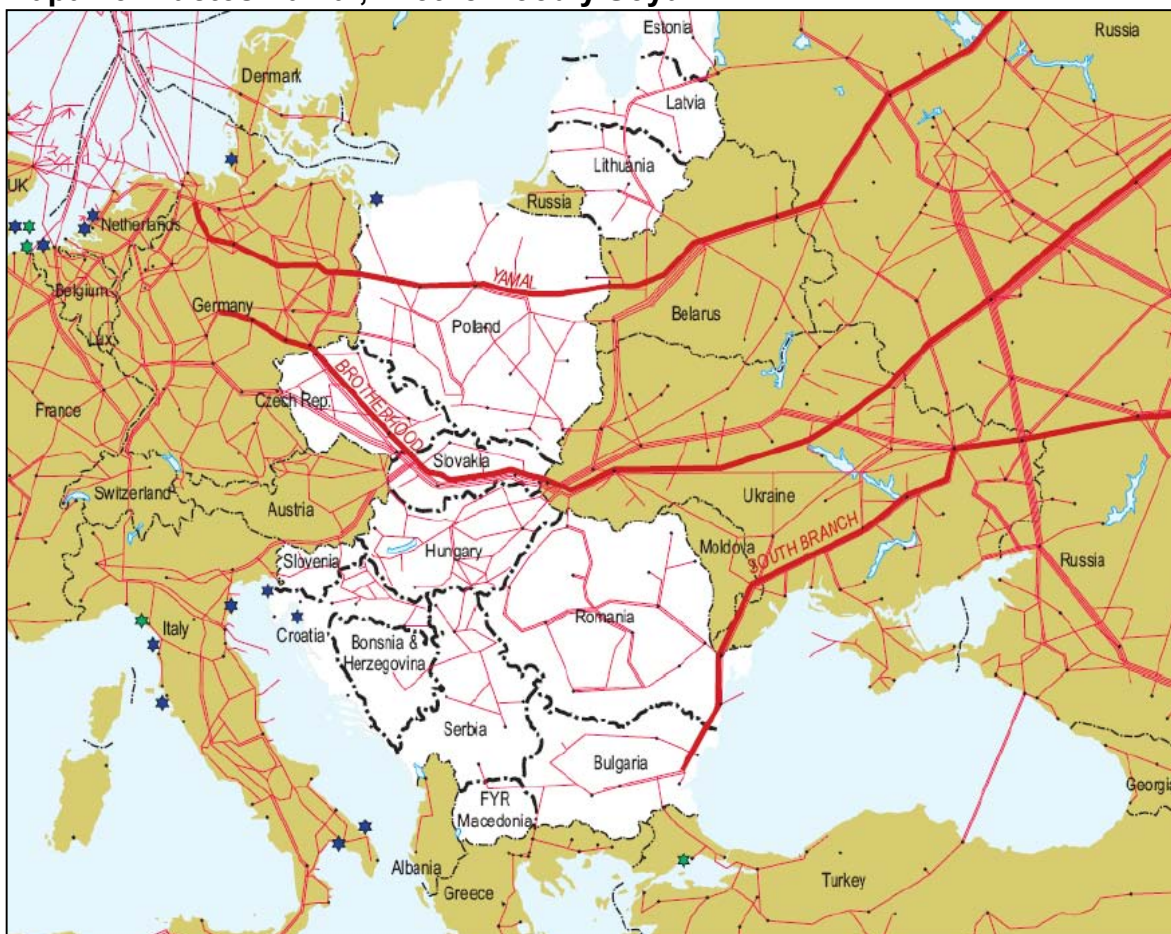 Estonia
Russia
Denmark
Latvia
Lithuania
UK
Russia
Netherlands
YAMAL
Belgium
Germany
Poland
Belarus
Lux.
BROTHERHOOD
Czech Rep.
France
Slovakia
Switzerland
Ukraine
Austria
Hungary
Moldova
SOUTH BRANCH
Slovenia
Russia
Romania
Italy
Croatia
Bonsnia &
Herzegovina
Serbia
Bulgaria
Georgia
FYR
Macedonia
Albania
Turkey
Greece